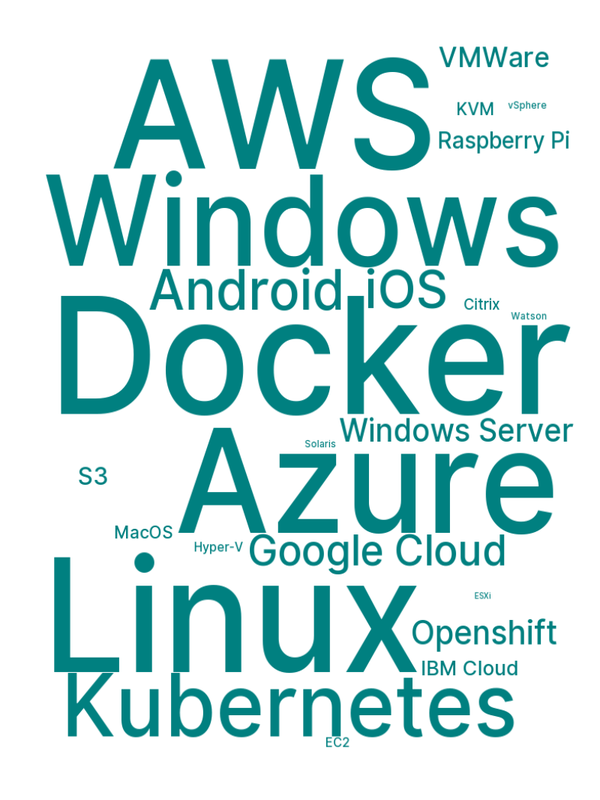 VMWare
AWS
KVM
vSphere
Raspberry Pi
Windows
Android
iOS
Citrix
Watson
Docker
Windows Server
Solaris
Azure
S3
MacOS
Hyper-V
Google Cloud
Linux
ESXi
Openshift
IBM Cloud
Kubernetes
EC2